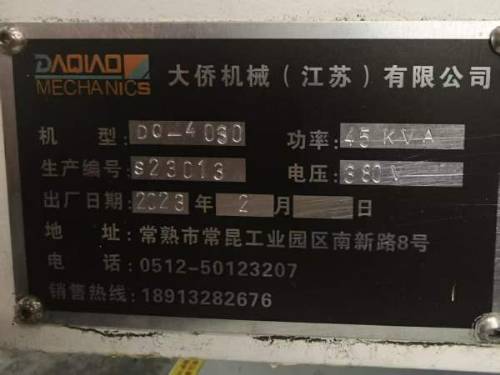 DAQIAO
MECHANICS
大侨机械（江苏）有限公司
机 型: DQ-4030 功率: 45 KVA
生产编号: S23013 电压: 380V
出厂日期: 2023 年 2 月 日
地 址: 常熟市常昆工业园区南新路8号
电 话: 0512-50123207
销售热线: 18913282676